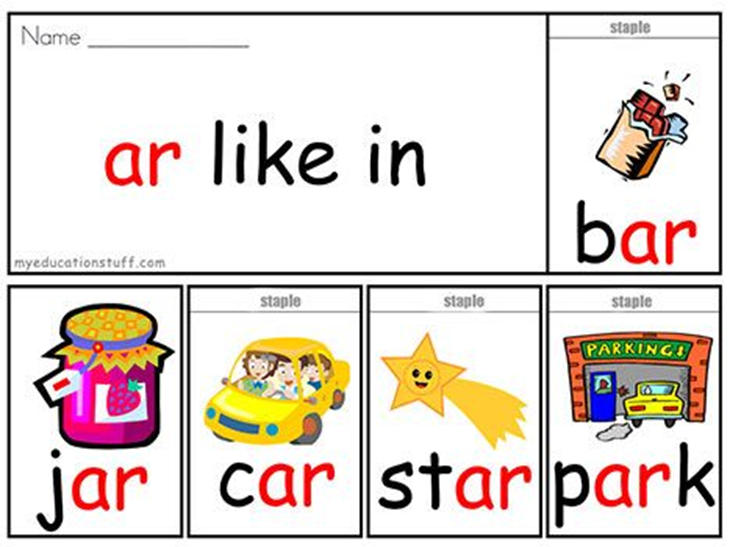 Name
staple
ar like in
bar
myeducationstuff.com
staple
staple
staple
PARKING↓
jar
car
star
park